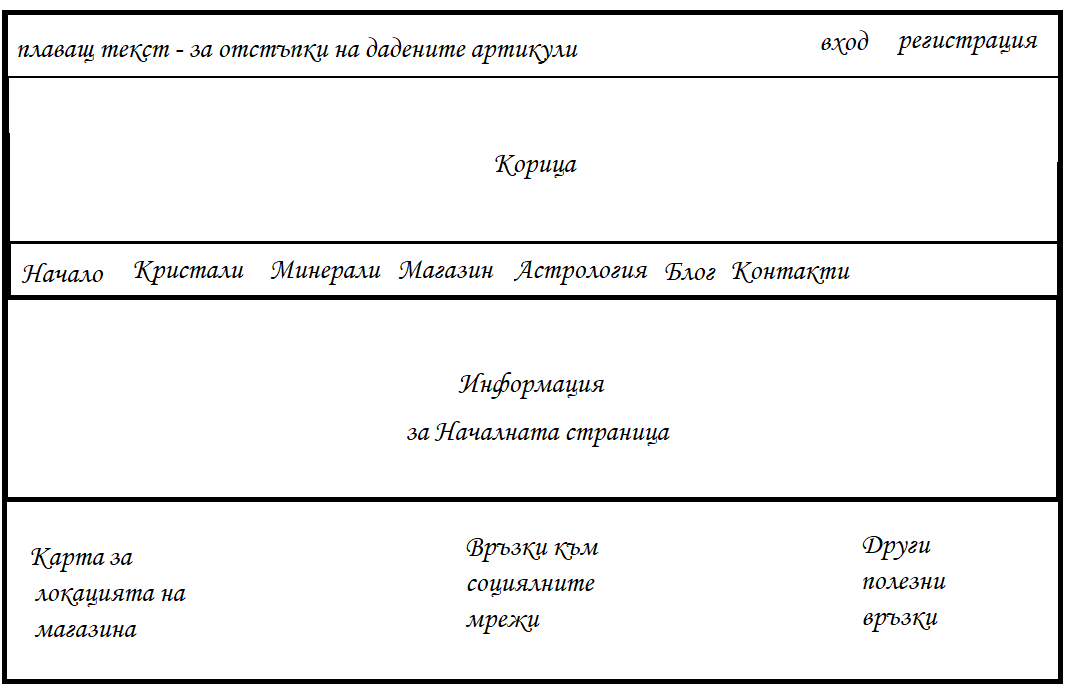 плаващ текст - за отстъпки на дадените артикули вход регистрация
Корица
Начало Кристали Минерали Магазин Астрология Блог Контакти
Информация
за Началната страница
Карта за
локацията на
магазина
Връзки към
социялните
мрежи
Други
полезни
връзки